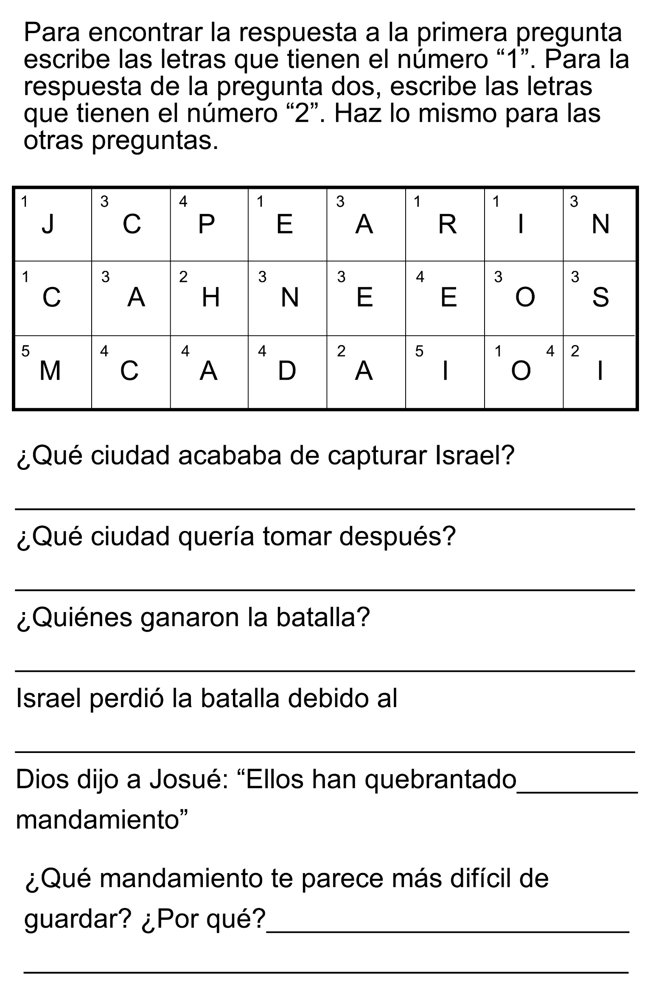 Para encontrar la respuesta a la primera pregunta
escribe las letras que tienen el número “1”. Para la
respuesta de la pregunta dos, escribe las letras
que tienen el número “2”. Haz lo mismo para las
otras preguntas.
1 J 3 C 4 P 1 E 3 A 1 R 1 I 3 N
1 C 3 A 2 H 3 N 3 E 4 E 3 O 3 S
5 M 4 C 4 A 4 D 2 A 5 I 1 O 4 2 I
¿Qué ciudad acababa de capturar Israel?
¿Qué ciudad quería tomar después?
¿Quiénes ganaron la batalla?
Israel perdió la batalla debido al
Dios dijo a Josué: “Ellos han quebrantado_________
mandamiento”
¿Qué mandamiento te parece más difícil de
guardar? ¿Por qué?___________________________